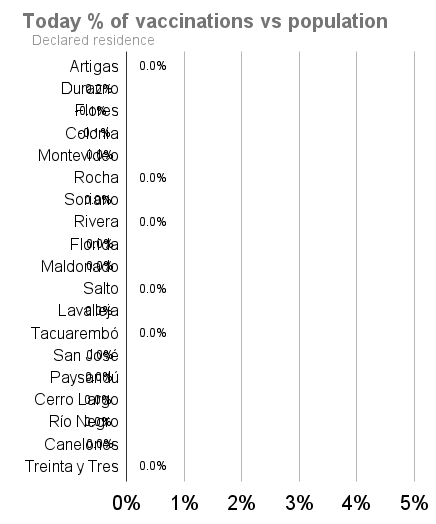 Today % of vaccinations vs population
Declared residence
Artigas 0.0%
Durazno
Flores
Colonia
Montevideo
Rocha 0.0%
Soriano
Rivera 0.0%
Florida
Maldonado
Salto 0.0%
Lavalleja
Tacuarembó 0.0%
San José
Paysandú
Cerro Largo
Río Negro
Canelones
Treinta y Tres 0.0%
0% 1% 2% 3% 4% 5%